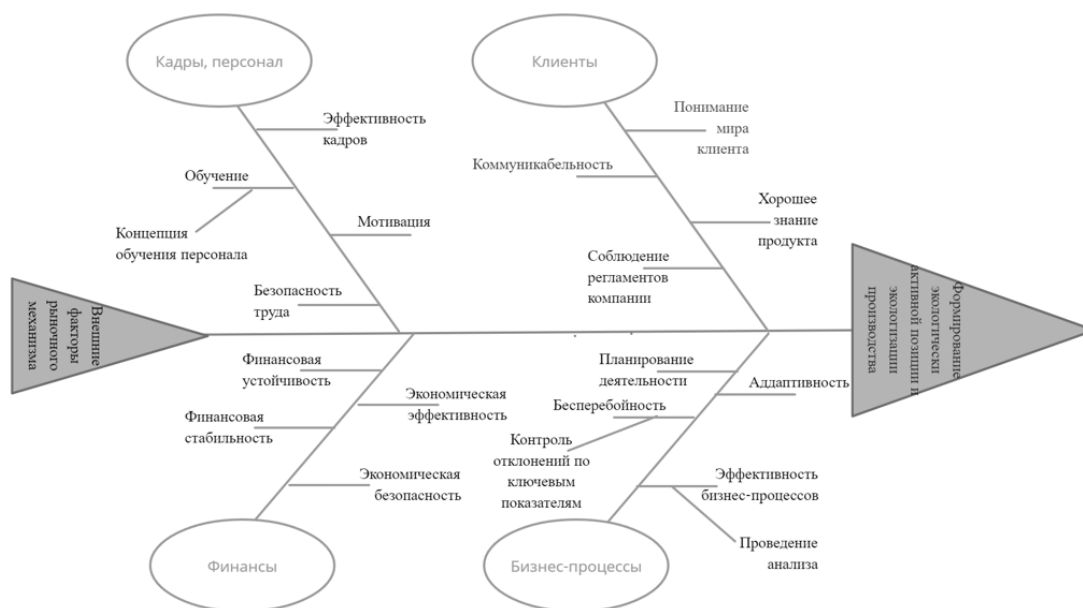 Кадры, персонал
Клиенты
Эффективность
кадров
Обучение
Концепция
обучения персонала
Мотивация
Безопасность
труда
Понимание
мира
клиента
Коммуникабельность
Хорошее
знание
продукта
Соблюдение
регламентов
компании
Внешние
факторы
рыночного
механизма
Формирование
экологически
активной позиции и
экологизации
производства
Финансовая
устойчивость
Экономическая
эффективность
Финансовая
стабильность
Экономическая
безопасность
Планирование
деятельности
Аддаптивность
Бесперебойность
Контроль
отклонений по
ключевым
показателям
Эффективность
бизнес-процессов
Проведение
анализа
Финансы
Бизнес-процессы